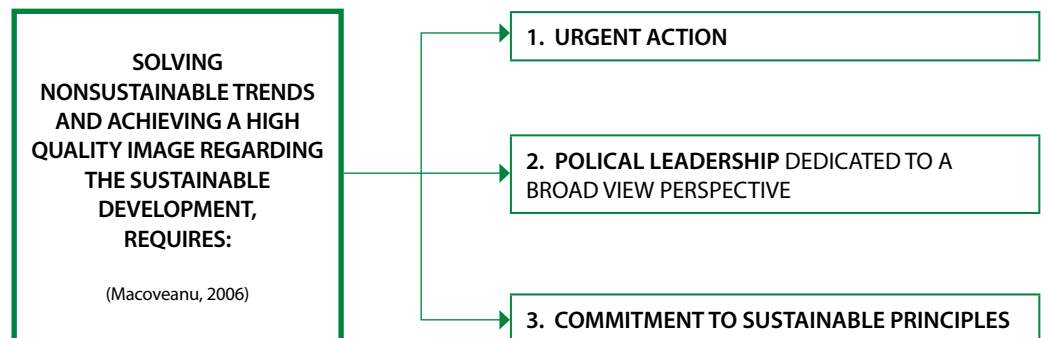 SOLVING
NONSUSTAINABLE TRENDS
AND ACHIEVING A HIGH
QUALITY IMAGE REGARDING
THE SUSTAINABLE
DEVELOPMENT,
REQUIRES:
(Macoveanu, 2006)
1. URGENT ACTION
2. POLICAL LEADERSHIP DEDICATED TO A
BROAD VIEW PERSPECTIVE
3. COMMITMENT TO SUSTAINABLE PRINCIPLES